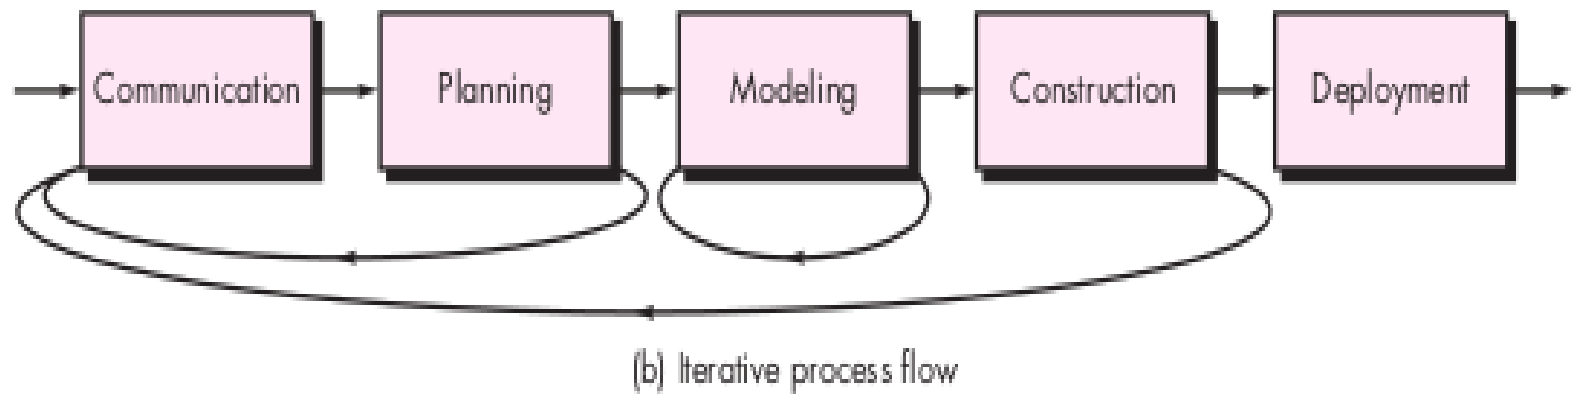 Communication
Planning
Modeling
Construction
Deployment
(b) Iterative process flow